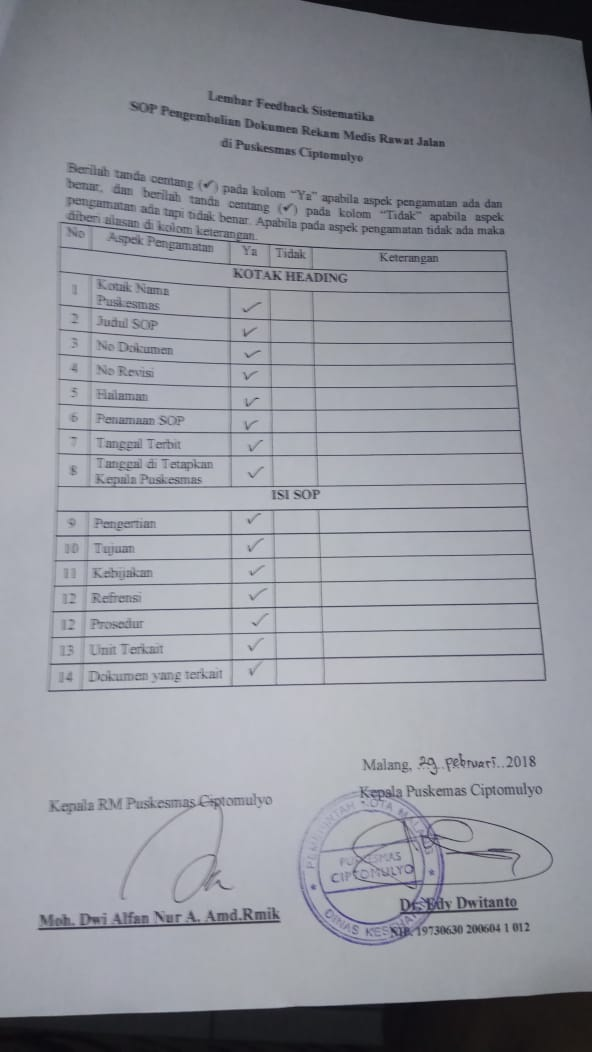 Lembar Feedback Sistematika
SOP Pengembalian Dokumen Rekam Medis Rawat Jalan
di Puskesmas Ciptomulyo
Berilah tanda centang (✓) pada kolom "Ya" apabila aspek pengamatan ada dan
benar, dan berilah tanda centang (✓) pada kolom "Tidak" apabila aspek
pengamatan ada tapi tidak benar. Apabila pada aspek pengamatan tidak ada maka
diberi alasan di kolom keterangan.
No Aspek Pengamatan Ya Tidak Keterangan
KOTAK HEADING
1 Kotak Nama
Puskesmas ✓
2 Judul SOP ✓
3 No Dokumen ✓
4 No Revisi ✓
5 Halaman ✓
6 Penamaan SOP ✓
7 Tanggal Terbit ✓
8 Tanggal di Tetapkan
Kepala Puskesmas ✓
ISI SOP
9 Pengertian ✓
10 Tujuan ✓
11 Kebijakan ✓
12 Refrensi ✓
12 Prosedur ✓
13 Unit Terkait ✓
14 Dokumen yang terkait ✓
Malang, 29 Februari 2018
Kepala RM Puskesmas Ciptomulyo
Kepala Puskemas Ciptomulyo
PEMERINTAH KOTA MALANG
PUSKESMAS
CIPTOMULYO
DINAS KESEHATAN
Moh. Dwi Alfan Nur A. Amd.Rmik
Dr. Edy Dwitanto
NIP. 19730630 200604 1 012